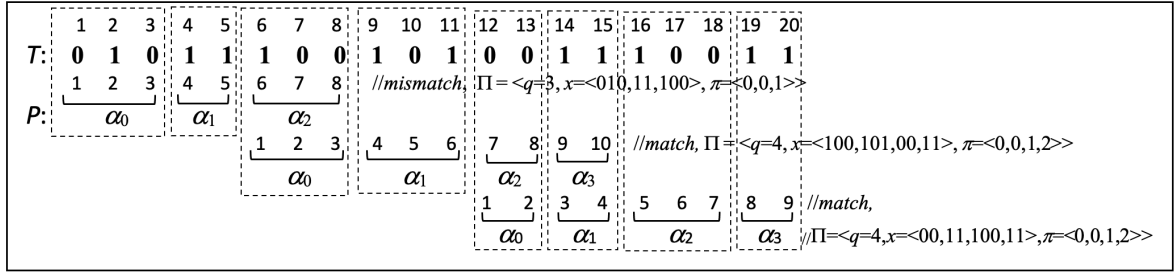 1 2 3 4 5 6 7 8 9 10 11 12 13 14 15 16 17 18 19 20
T: 0 1 0 1 1 1 0 0 1 0 1 0 0 1 1 1 0 0 1 1
1 2 3 4 5 6 7 8 //mismatch, Π = <q=3, x=<010,11,100>, π=<0,0,1>>
P: α0 α1 α2
1 2 3 4 5 6 7 8 9 10 //match, Π = <q=4, x=<100,101,00,11>, π=<0,0,1,2>>
α0 α1 α2 α3
1 2 3 4 5 6 7 8 9 //match,
α0 α1 α2 α3 //Π=<q=4,x=<00,11,100,11>,π=<0,0,1,2>>